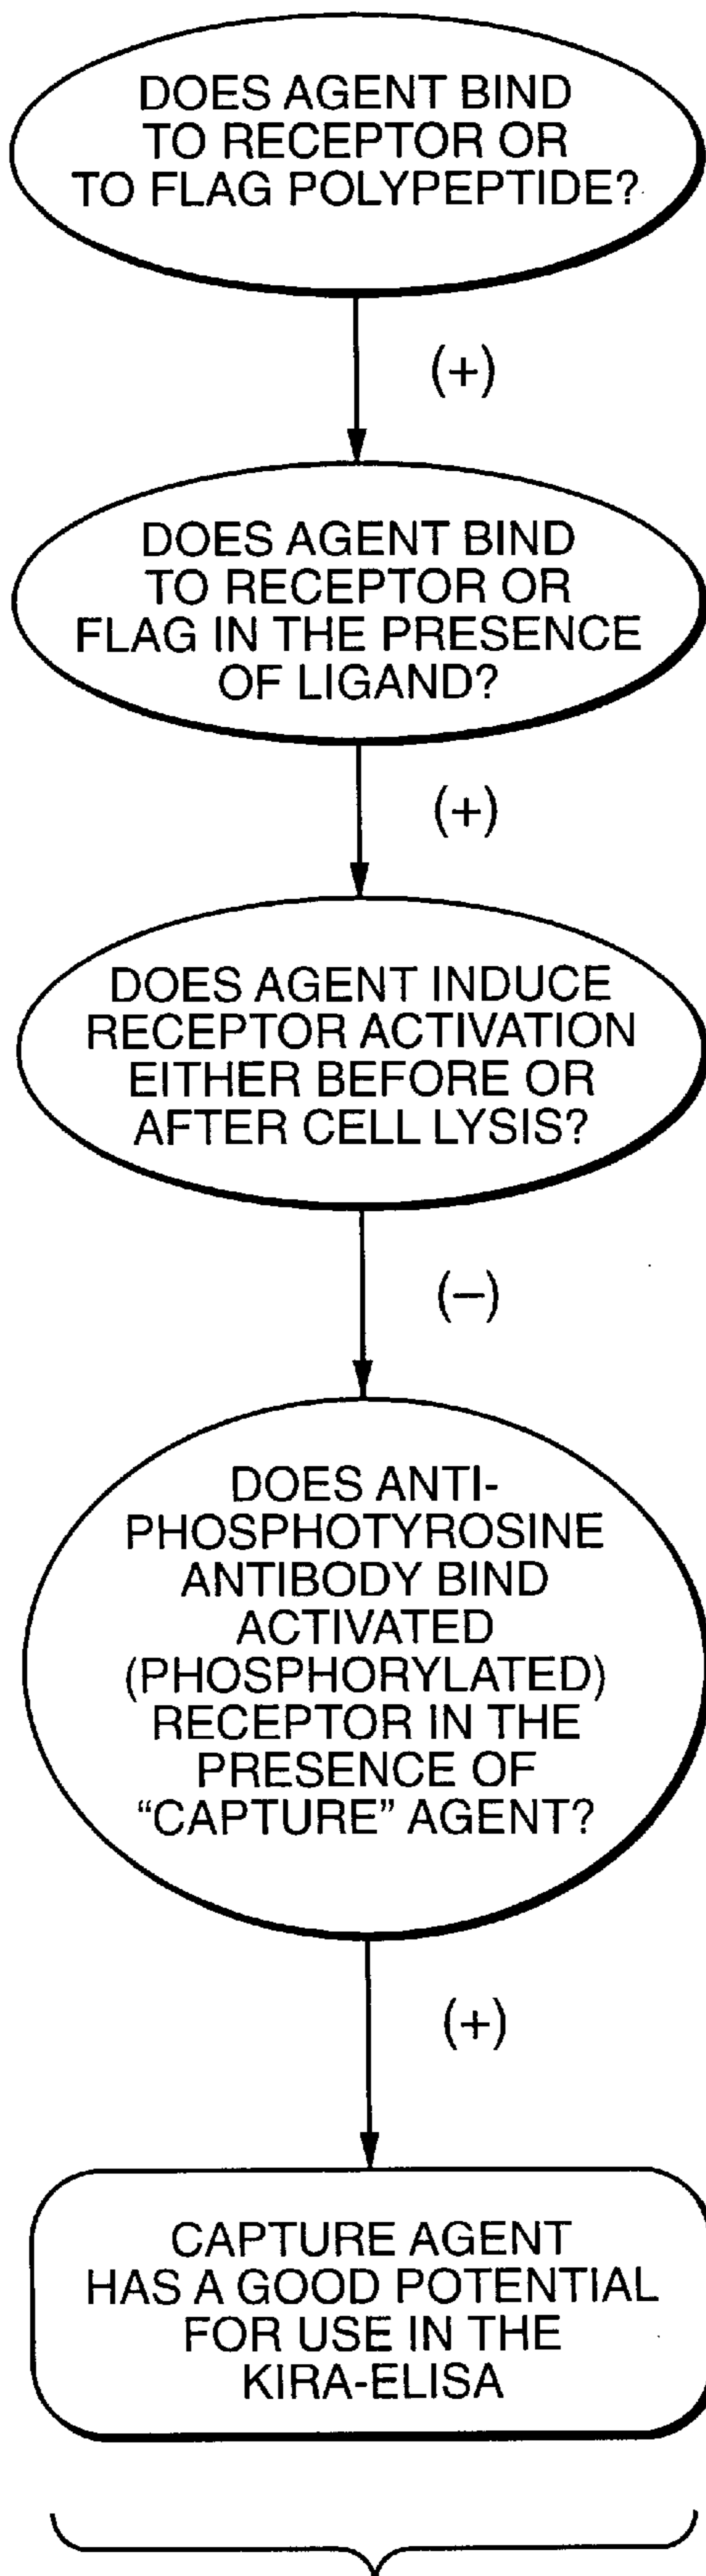 DOES AGENT BIND
TO RECEPTOR OR
TO FLAG POLYPEPTIDE?
(+)
DOES AGENT BIND
TO RECEPTOR OR
FLAG IN THE PRESENCE
OF LIGAND?
(+)
DOES AGENT INDUCE
RECEPTOR ACTIVATION
EITHER BEFORE OR
AFTER CELL LYSIS?
(−)
DOES ANTI-
PHOSPHOTYROSINE
ANTIBODY BIND
ACTIVATED
(PHOSPHORYLATED)
RECEPTOR IN THE
PRESENCE OF
“CAPTURE” AGENT?
(+)
CAPTURE AGENT
HAS A GOOD POTENTIAL
FOR USE IN THE
KIRA-ELISA